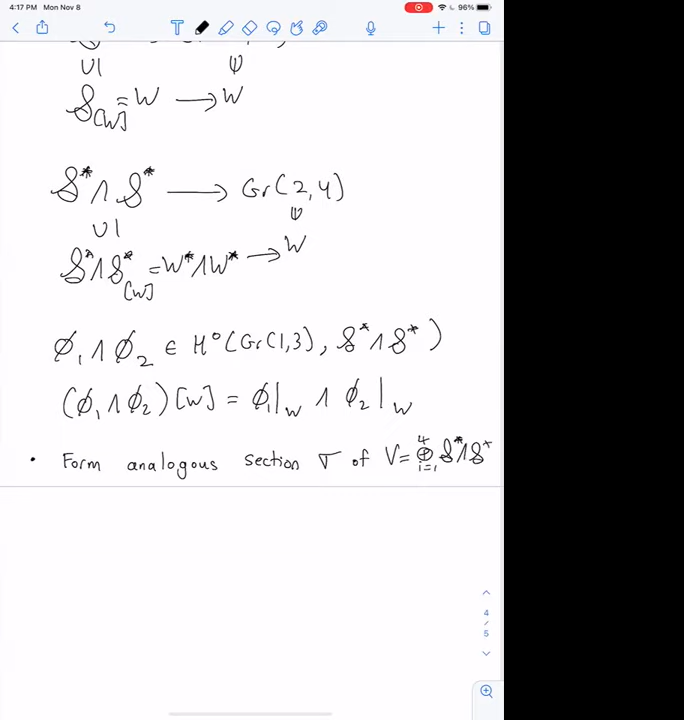 4:17 PM Mon Nov 8
96%
∪|
ψ
S_[W] = W → W
S* ∧ S* → Gr(2,4)
∪|
ψ
S* ∧ S*_[W] = W* ∧ W* → W
ϕ₁ ∧ ϕ₂ ∈ H⁰(Gr(1,3), S* ∧ S*)
(ϕ₁ ∧ ϕ₂)[W] = ϕ₁|_W ∧ ϕ₂|_W
• Form analogous section σ of V = ⊕_{i=1}^4 S* ∧ S*
4
/
5